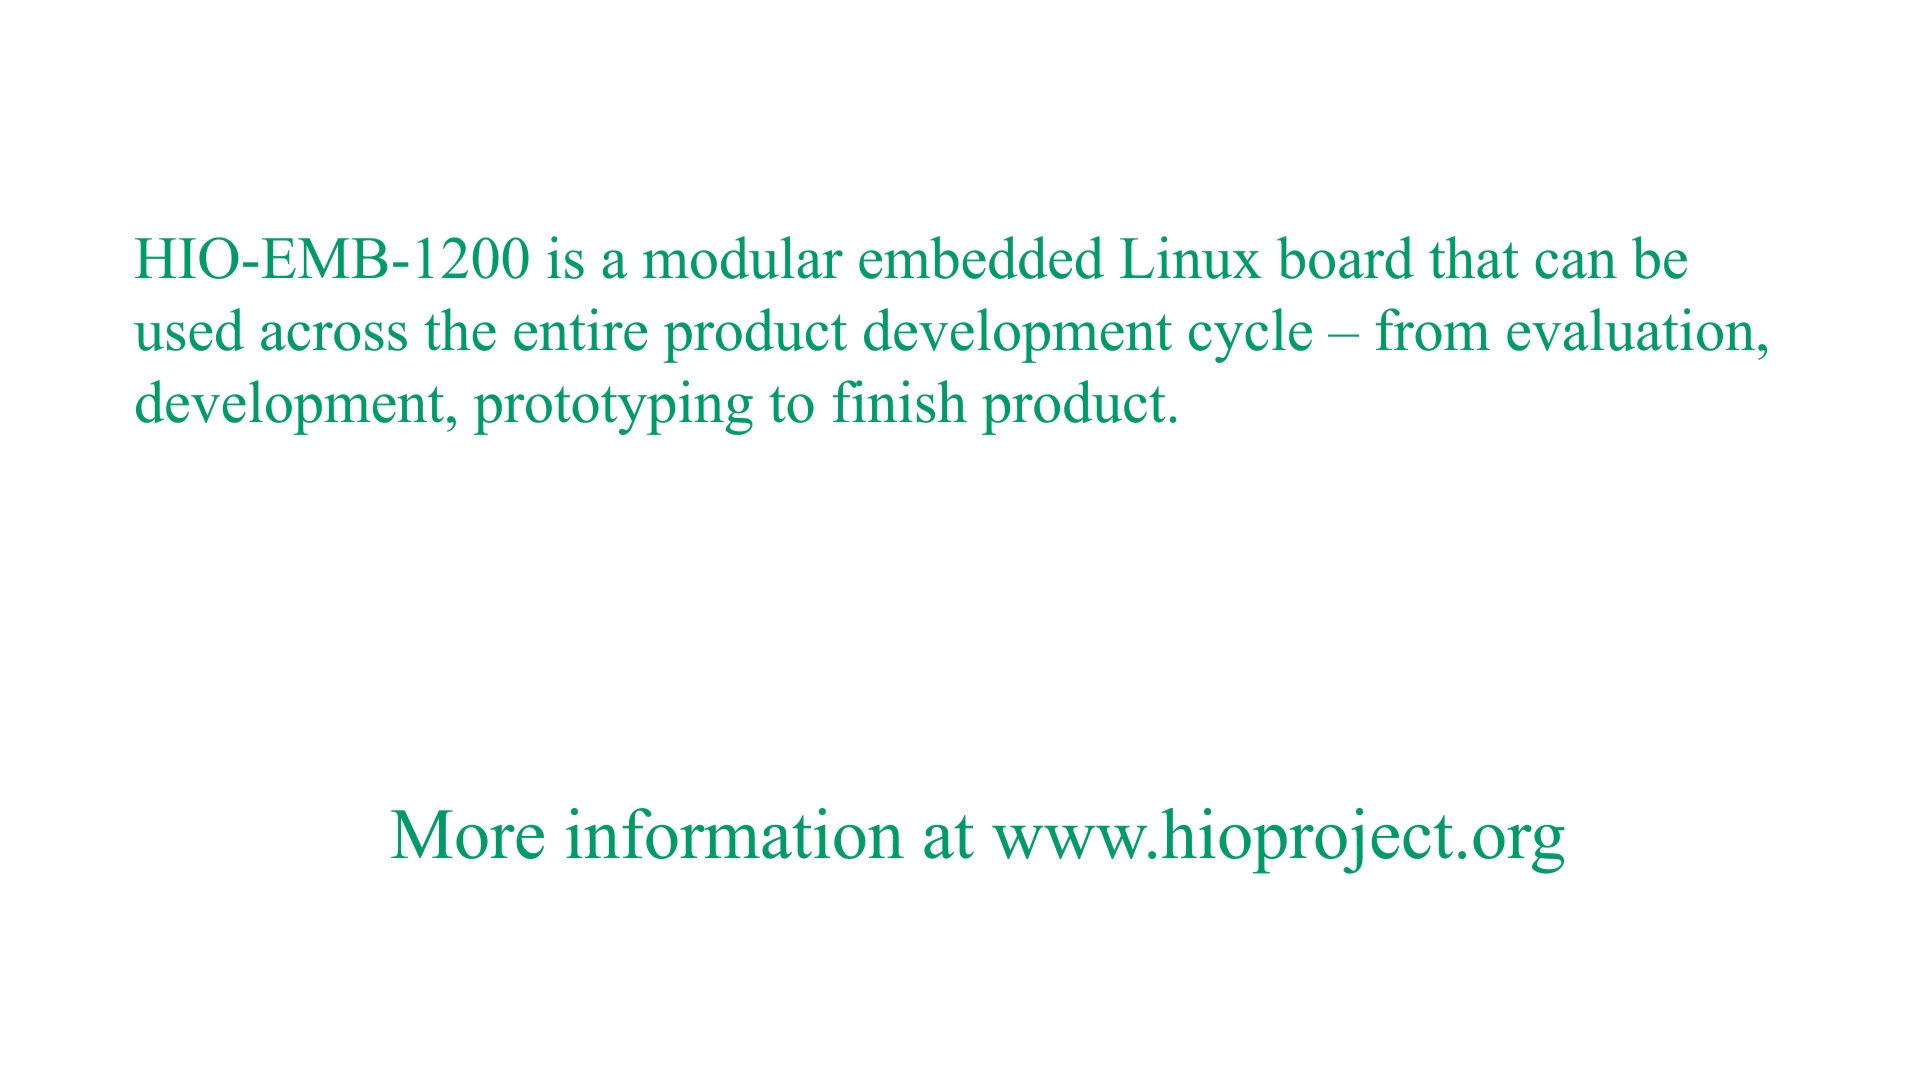 HIO-EMB-1200 is a modular embedded Linux board that can be
used across the entire product development cycle – from evaluation,
development, prototyping to finish product.
More information at www.hioproject.org